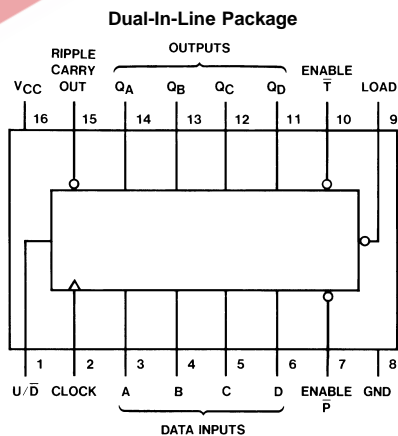 Dual-In-Line Package
OUTPUTS
RIPPLE
CARRY
OUT
ENABLE
T̅
VCC
QA QB QC QD
LOAD
16 15 14 13 12 11 10 9
1 2 3 4 5 6 7 8
U/D̅ CLOCK A B C D ENABLE GND
P̅
DATA INPUTS